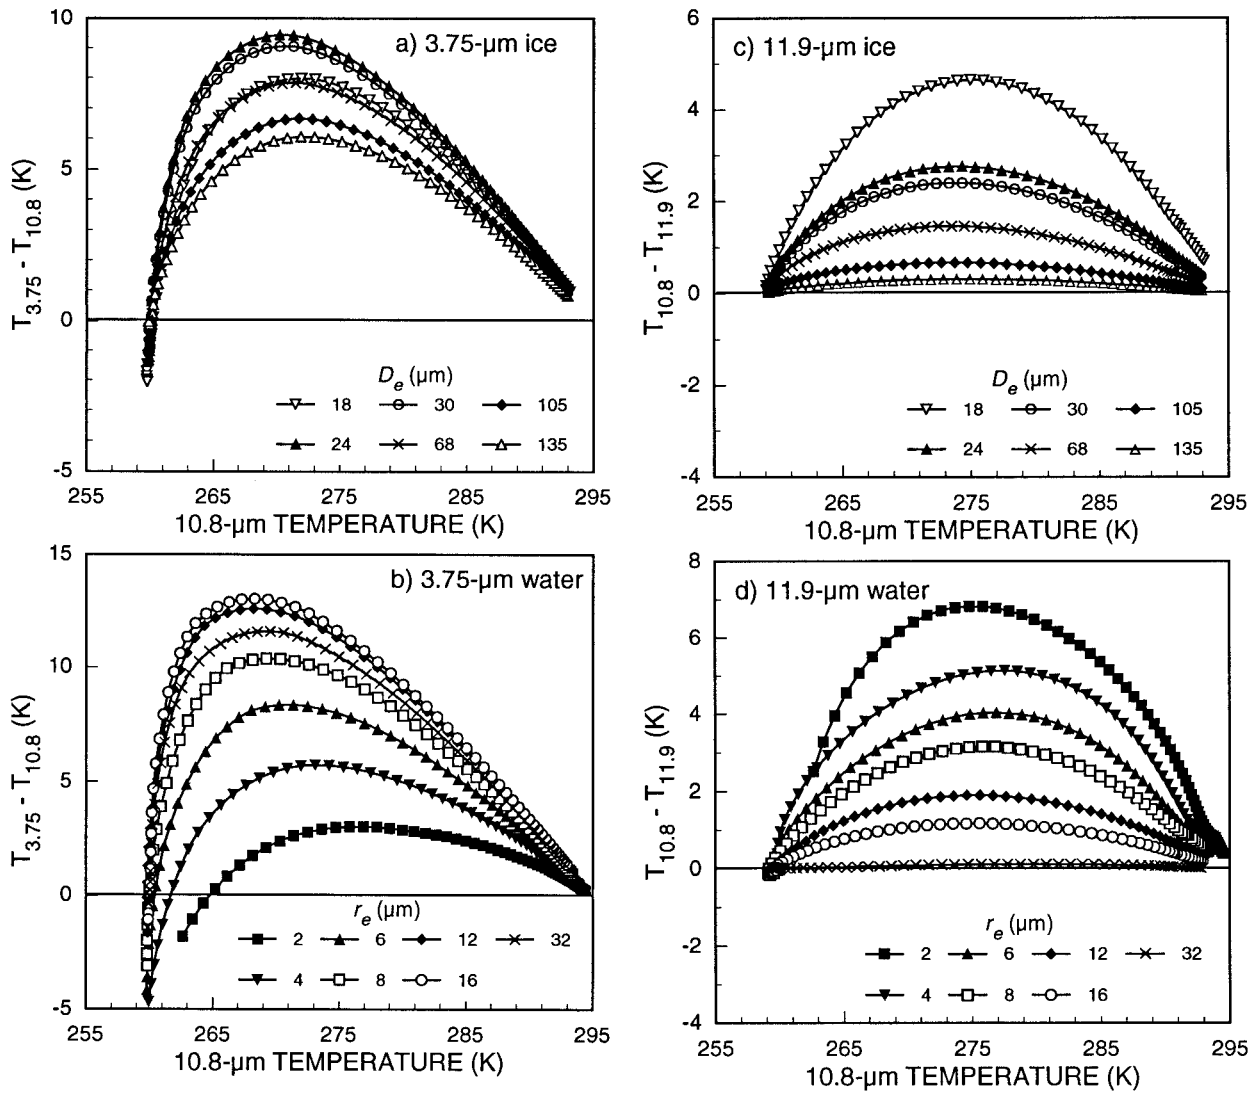 a) 3.75-µm ice
T3.75 - T10.8 (K)
10
5
0
-5
De (µm)
18 30 105
24 68 135
255 265 275 285 295
10.8-µm TEMPERATURE (K)
c) 11.9-µm ice
T10.8 - T11.9 (K)
6
4
2
0
-2
-4
De (µm)
18 30 105
24 68 135
255 265 275 285 295
10.8-µm TEMPERATURE (K)
b) 3.75-µm water
T3.75 - T10.8 (K)
15
10
5
0
-5
re (µm)
2 6 12 32
4 8 16
255 265 275 285 295
10.8-µm TEMPERATURE (K)
d) 11.9-µm water
T10.8 - T11.9 (K)
8
6
4
2
0
-2
-4
re (µm)
2 6 12 32
4 8 16
255 265 275 285 295
10.8-µm TEMPERATURE (K)